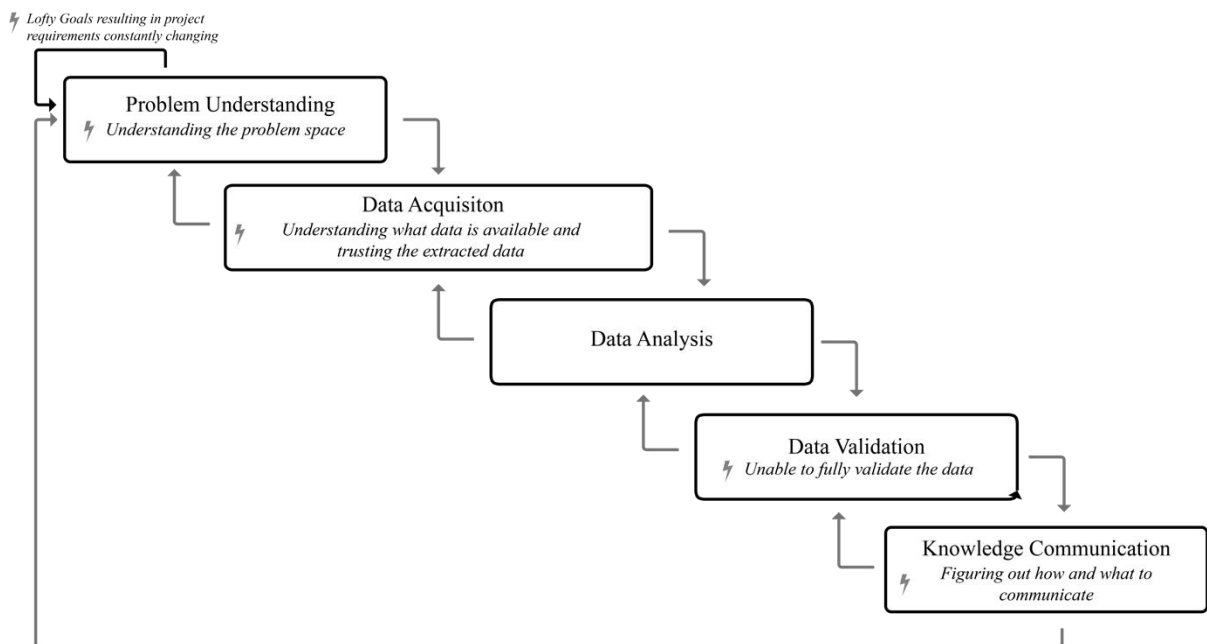 Lofty Goals resulting in project
requirements constantly changing
Problem Understanding
Understanding the problem space
Data Acquisiton
Understanding what data is available and
trusting the extracted data
Data Analysis
Data Validation
Unable to fully validate the data
Knowledge Communication
Figuring out how and what to
communicate